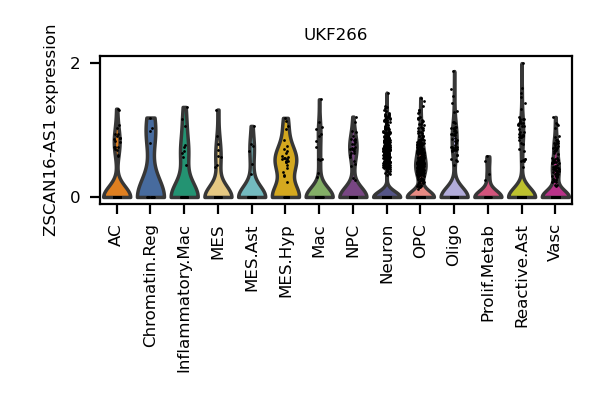 UKF266
ZSCAN16-AS1 expression
2
0
AC
Chromatin.Reg
Inflammatory.Mac
MES
MES.Ast
MES.Hyp
Mac
NPC
Neuron
OPC
Oligo
Prolif.Metab
Reactive.Ast
Vasc